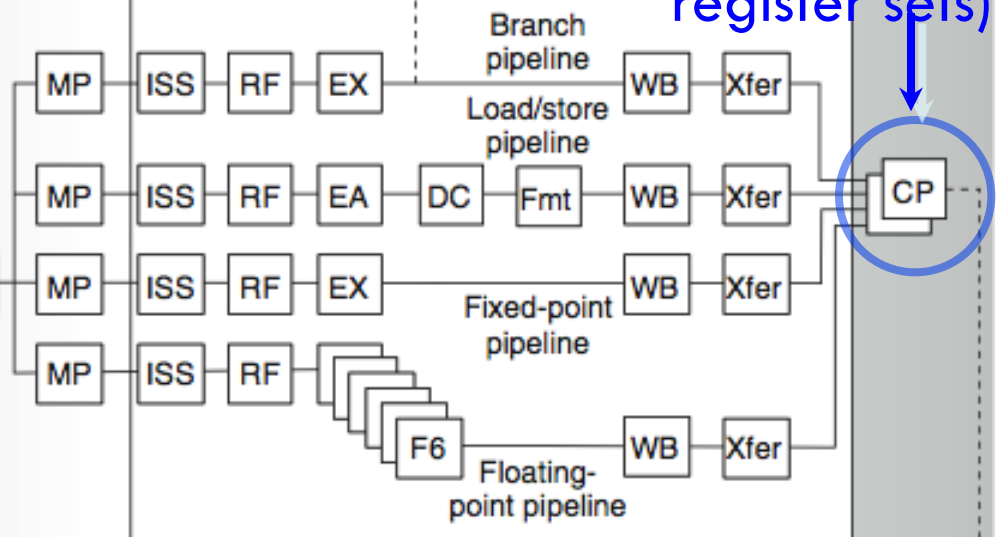 register sets)
Branch
pipeline
MP ISS RF EX WB Xfer
Load/store
pipeline
MP ISS RF EA DC Fmt WB Xfer
CP
MP ISS RF EX WB Xfer
Fixed-point
pipeline
MP ISS RF
F6 WB Xfer
Floating-
point pipeline